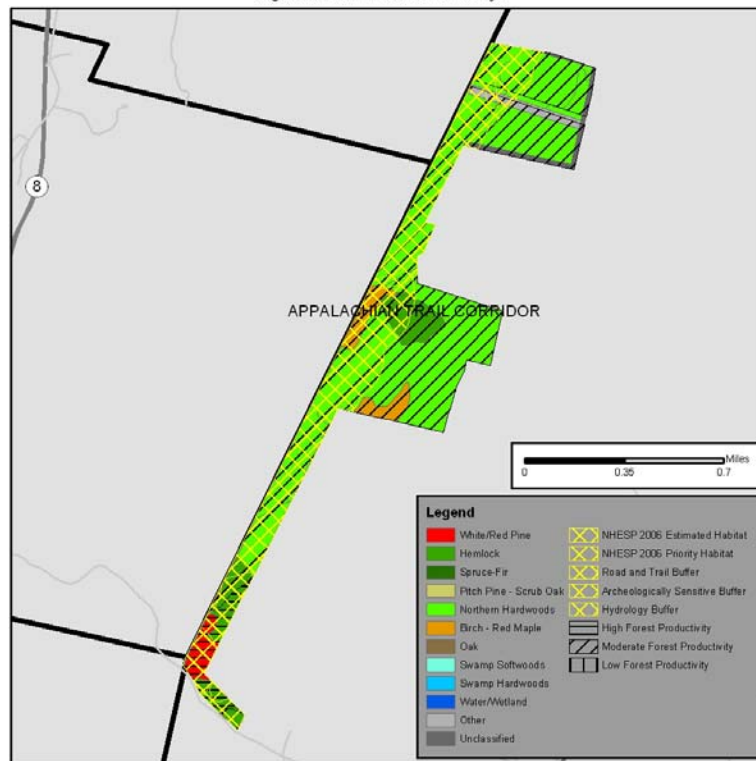 8
APPALACHIAN TRAIL CORRIDOR
Miles
0 0.35 0.7
Legend
White/Red Pine
Hemlock
Spruce-Fir
Pitch Pine - Scrub Oak
Northern Hardwoods
Birch - Red Maple
Oak
Swamp Softwoods
Swamp Hardwoods
Water/Wetland
Other
Unclassified
NHESP 2006 Estimated Habitat
NHESP 2006 Priority Habitat
Road and Trail Buffer
Archeologically Sensitive Buffer
Hydrology Buffer
High Forest Productivity
Moderate Forest Productivity
Low Forest Productivity